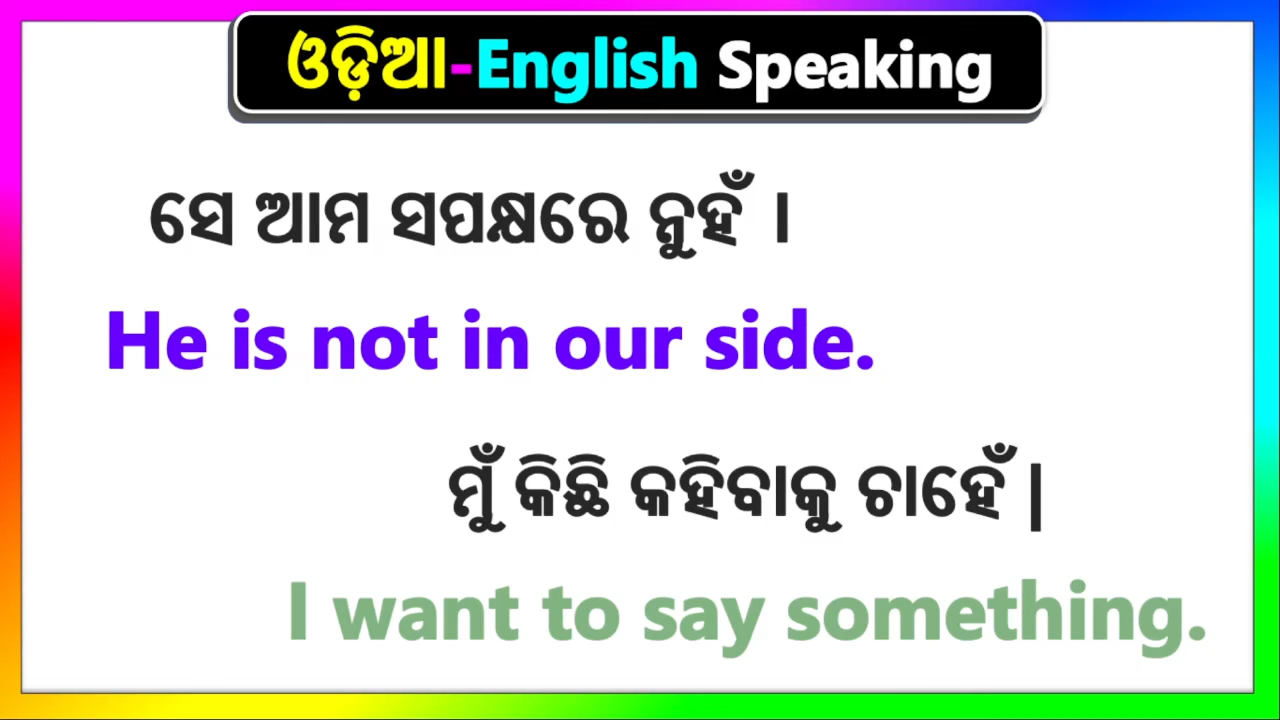 ଓଡ଼ିଆ-English Speaking
ସେ ଆମ ସପକ୍ଷରେ ନୁହଁ ।
He is not in our side.
ମୁଁ କିଛି କହିବାକୁ ଚାହେଁ |
I want to say something.